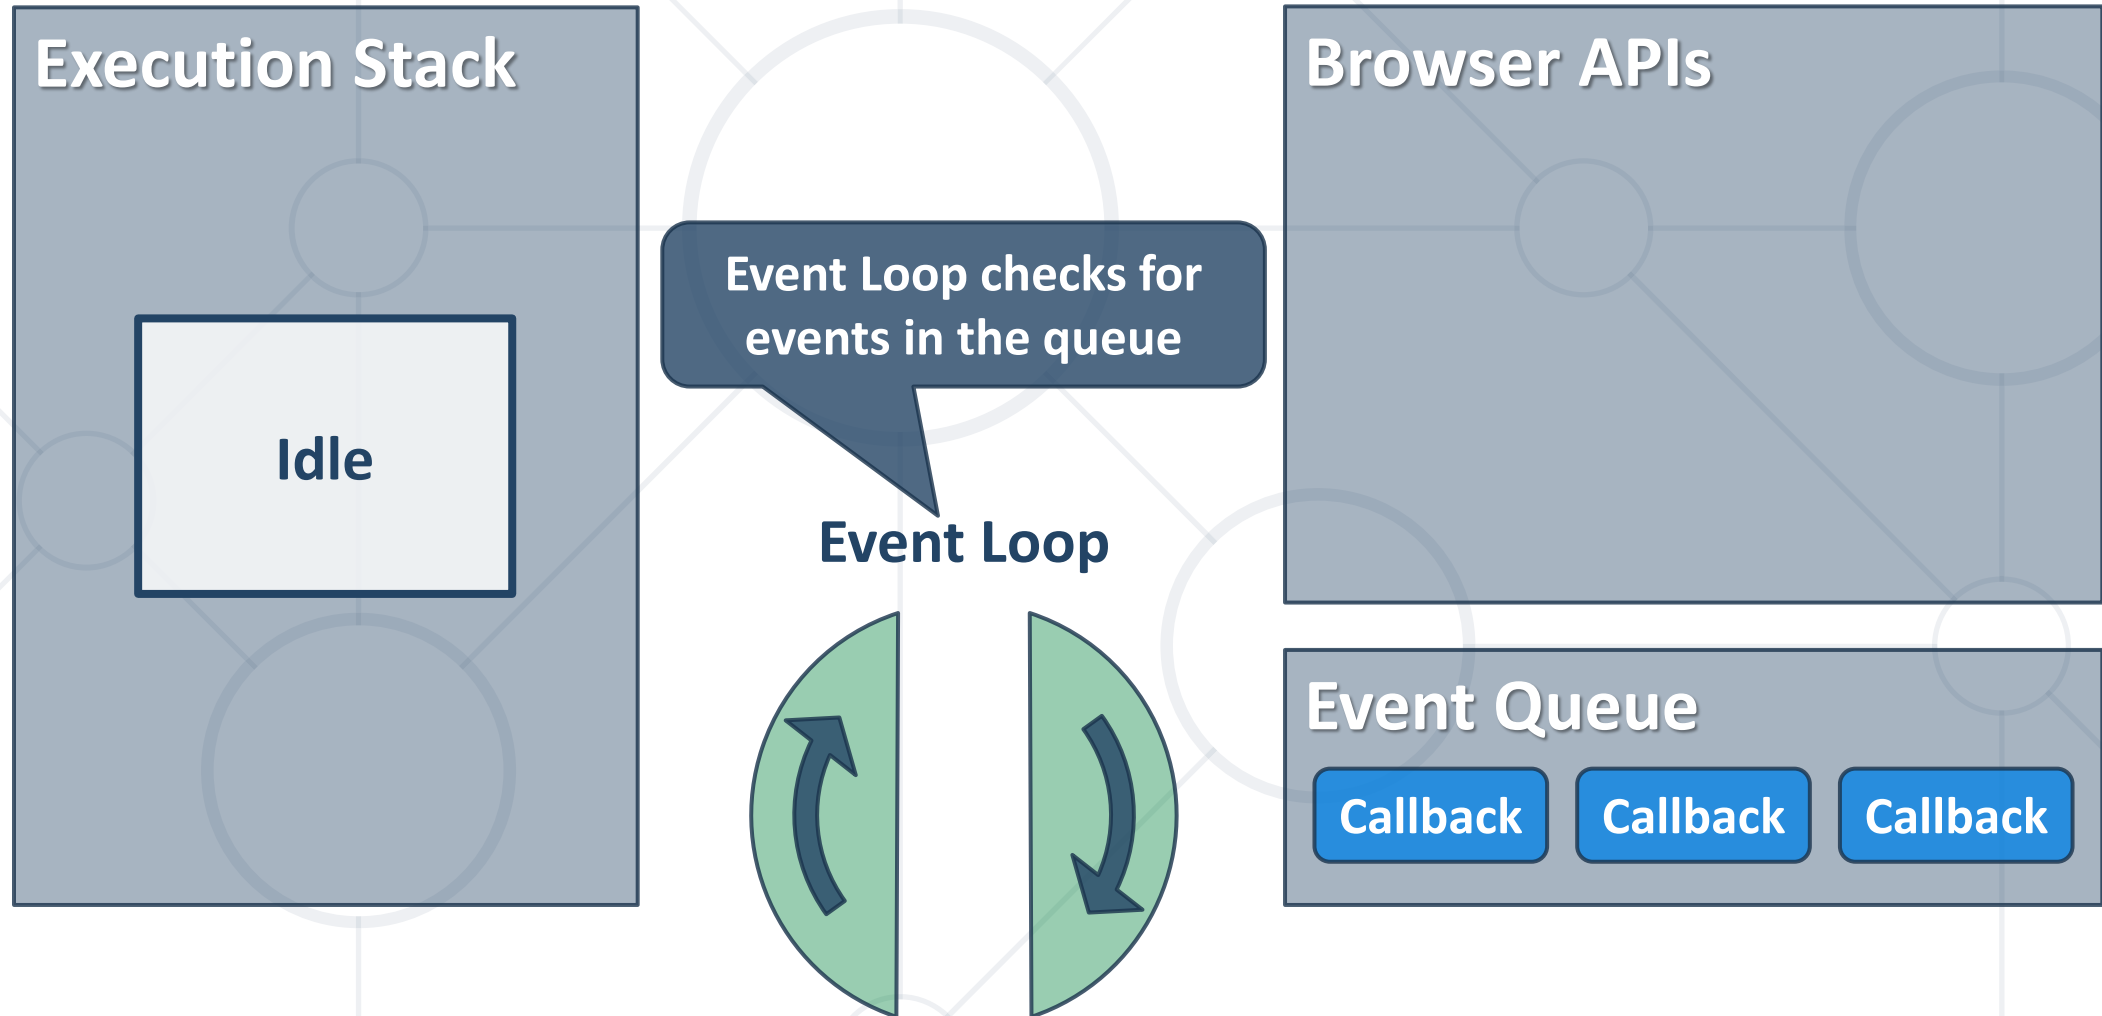 Execution Stack
Idle
Event Loop checks for
events in the queue
Event Loop
Browser APIs
Event Queue
Callback
Callback
Callback